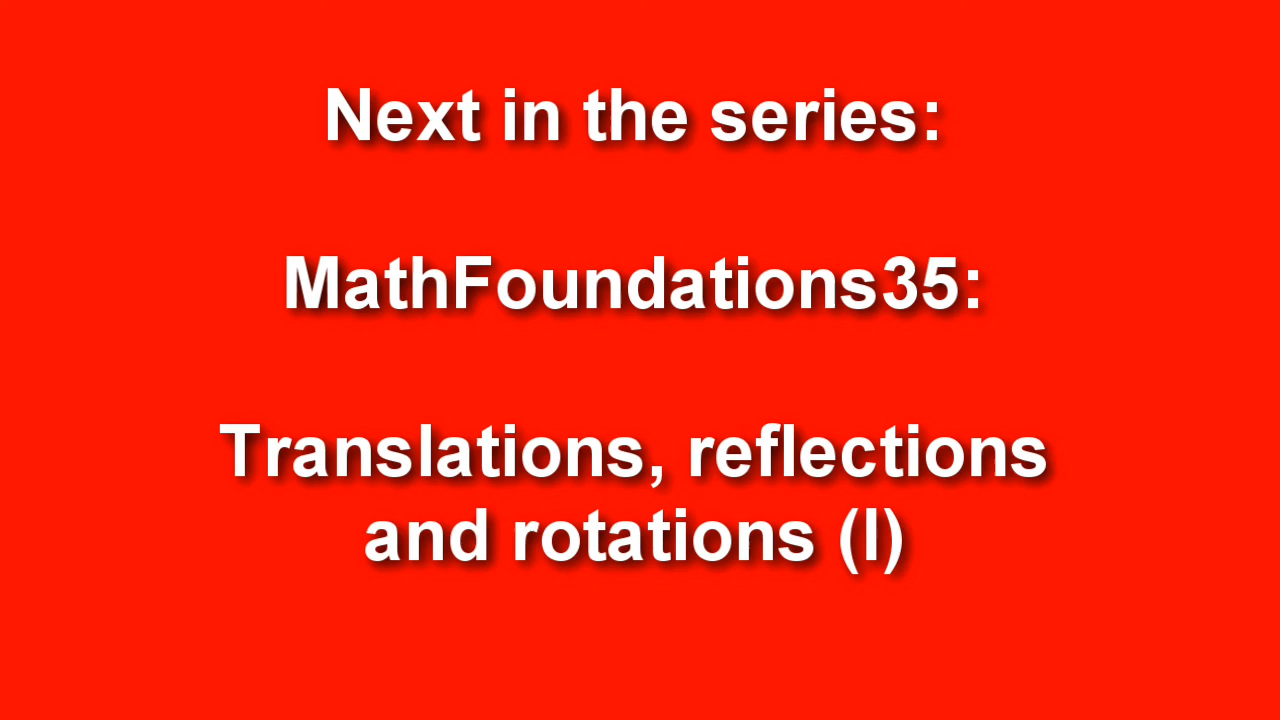 Next in the series:
MathFoundations35:
Translations, reflections
and rotations (I)